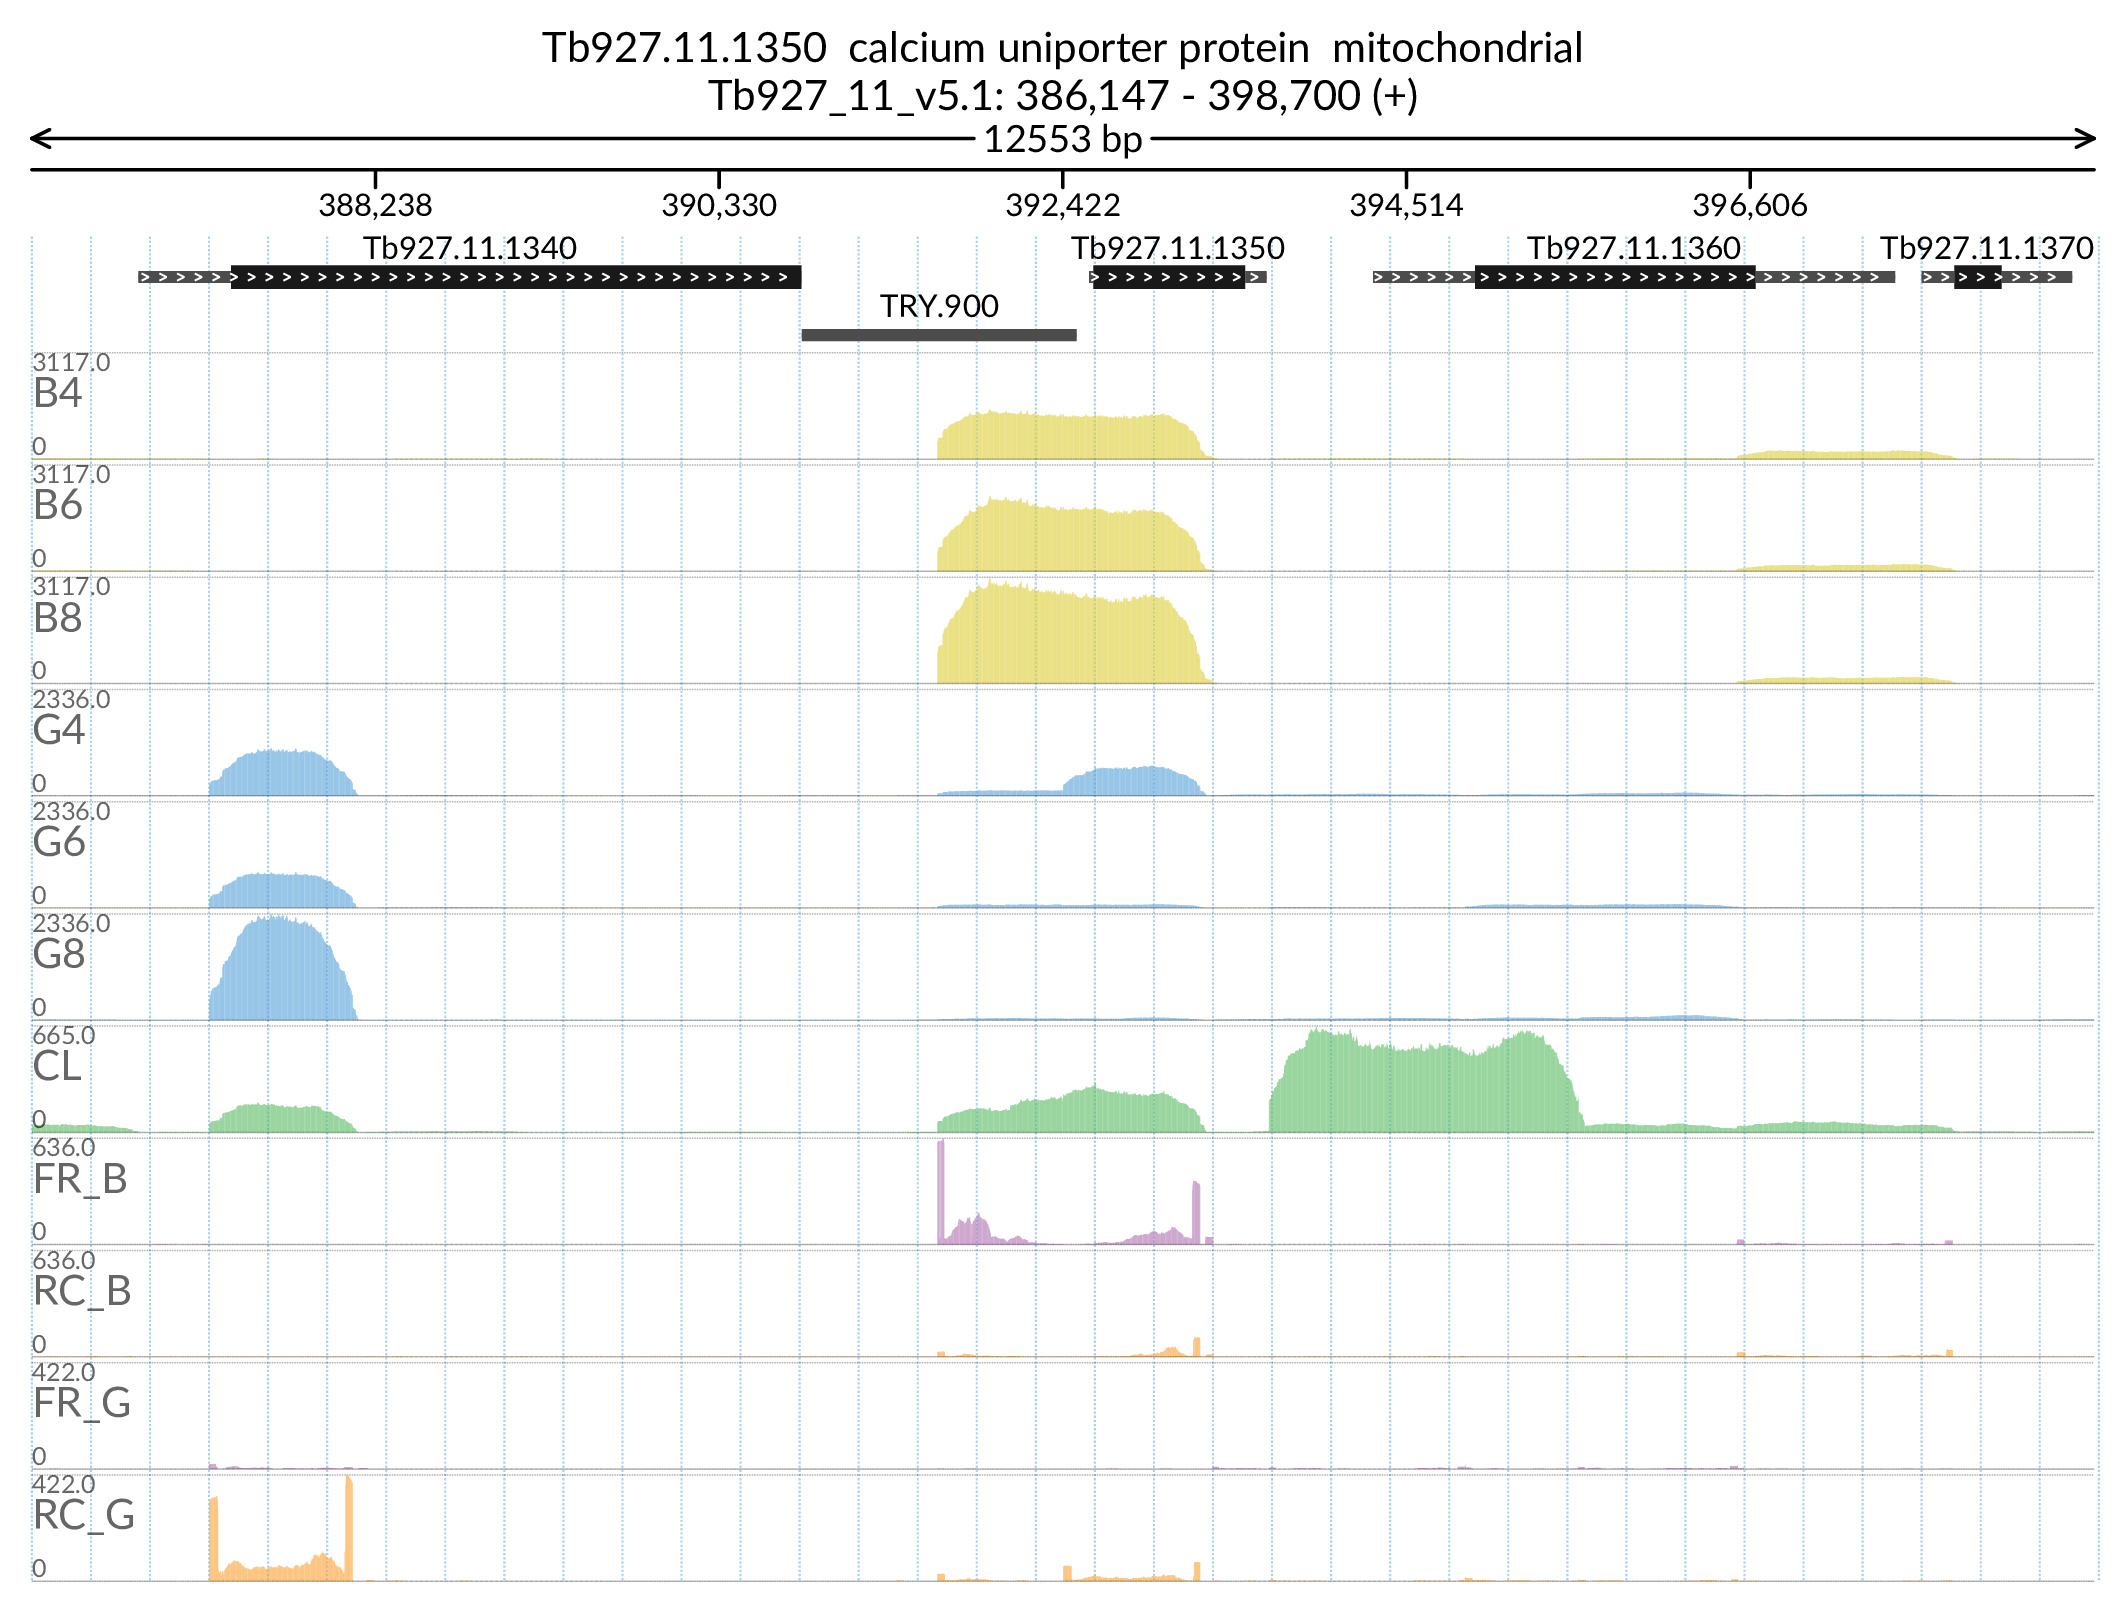 Tb927.11.1350  calcium uniporter protein  mitochondrial
Tb927_11_v5.1: 386,147 - 398,700 (+)
12553 bp
388,238 390,330 392,422 394,514 396,606
Tb927.11.1340 Tb927.11.1350 Tb927.11.1360 Tb927.11.1370
TRY.900
3117.0
B4
0
3117.0
B6
0
3117.0
B8
0
2336.0
G4
0
2336.0
G6
0
2336.0
G8
0
665.0
CL
0
636.0
FR_B
0
636.0
RC_B
0
422.0
FR_G
0
422.0
RC_G
0